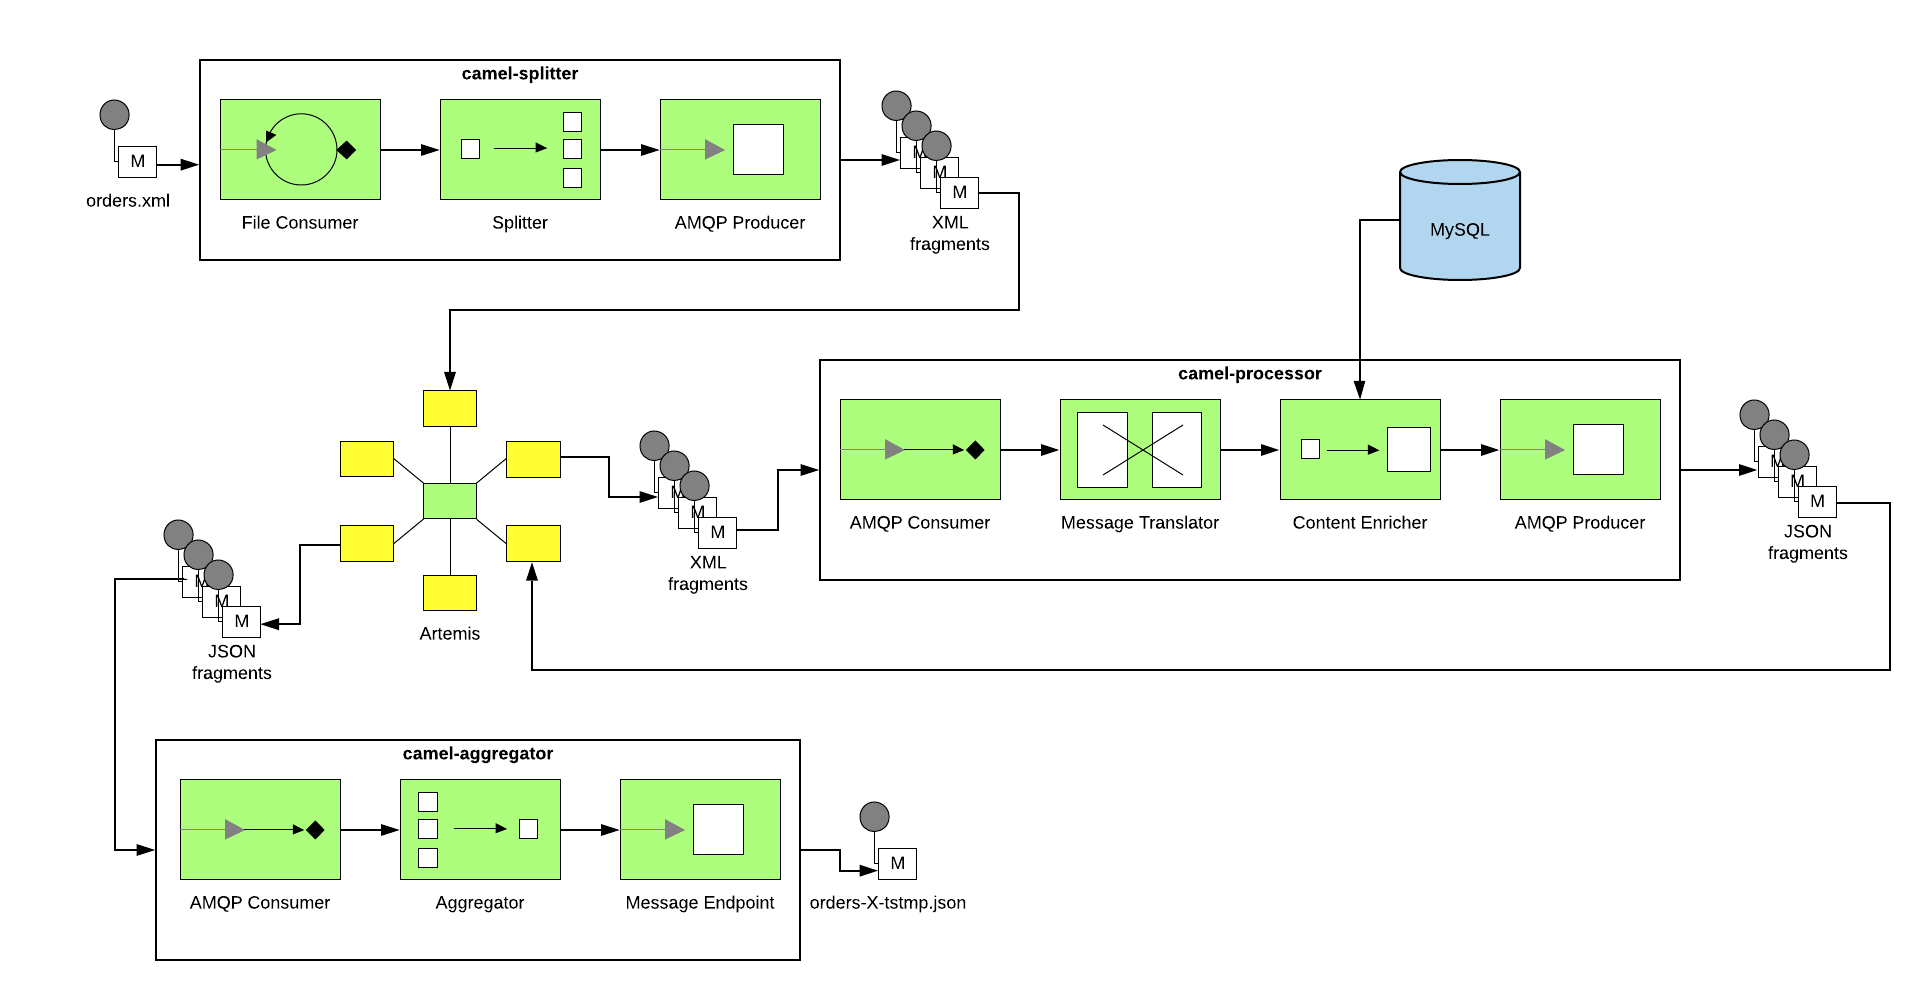 camel-splitter
M
orders.xml
File Consumer
Splitter
AMQP Producer
M
M
M
XML
fragments
MySQL
camel-processor
AMQP Consumer
Message Translator
Content Enricher
AMQP Producer
M
M
M
XML
fragments
M
M
M
JSON
fragments
Artemis
M
M
M
JSON
fragments
camel-aggregator
AMQP Consumer
Aggregator
Message Endpoint
M
orders-X-tstmp.json